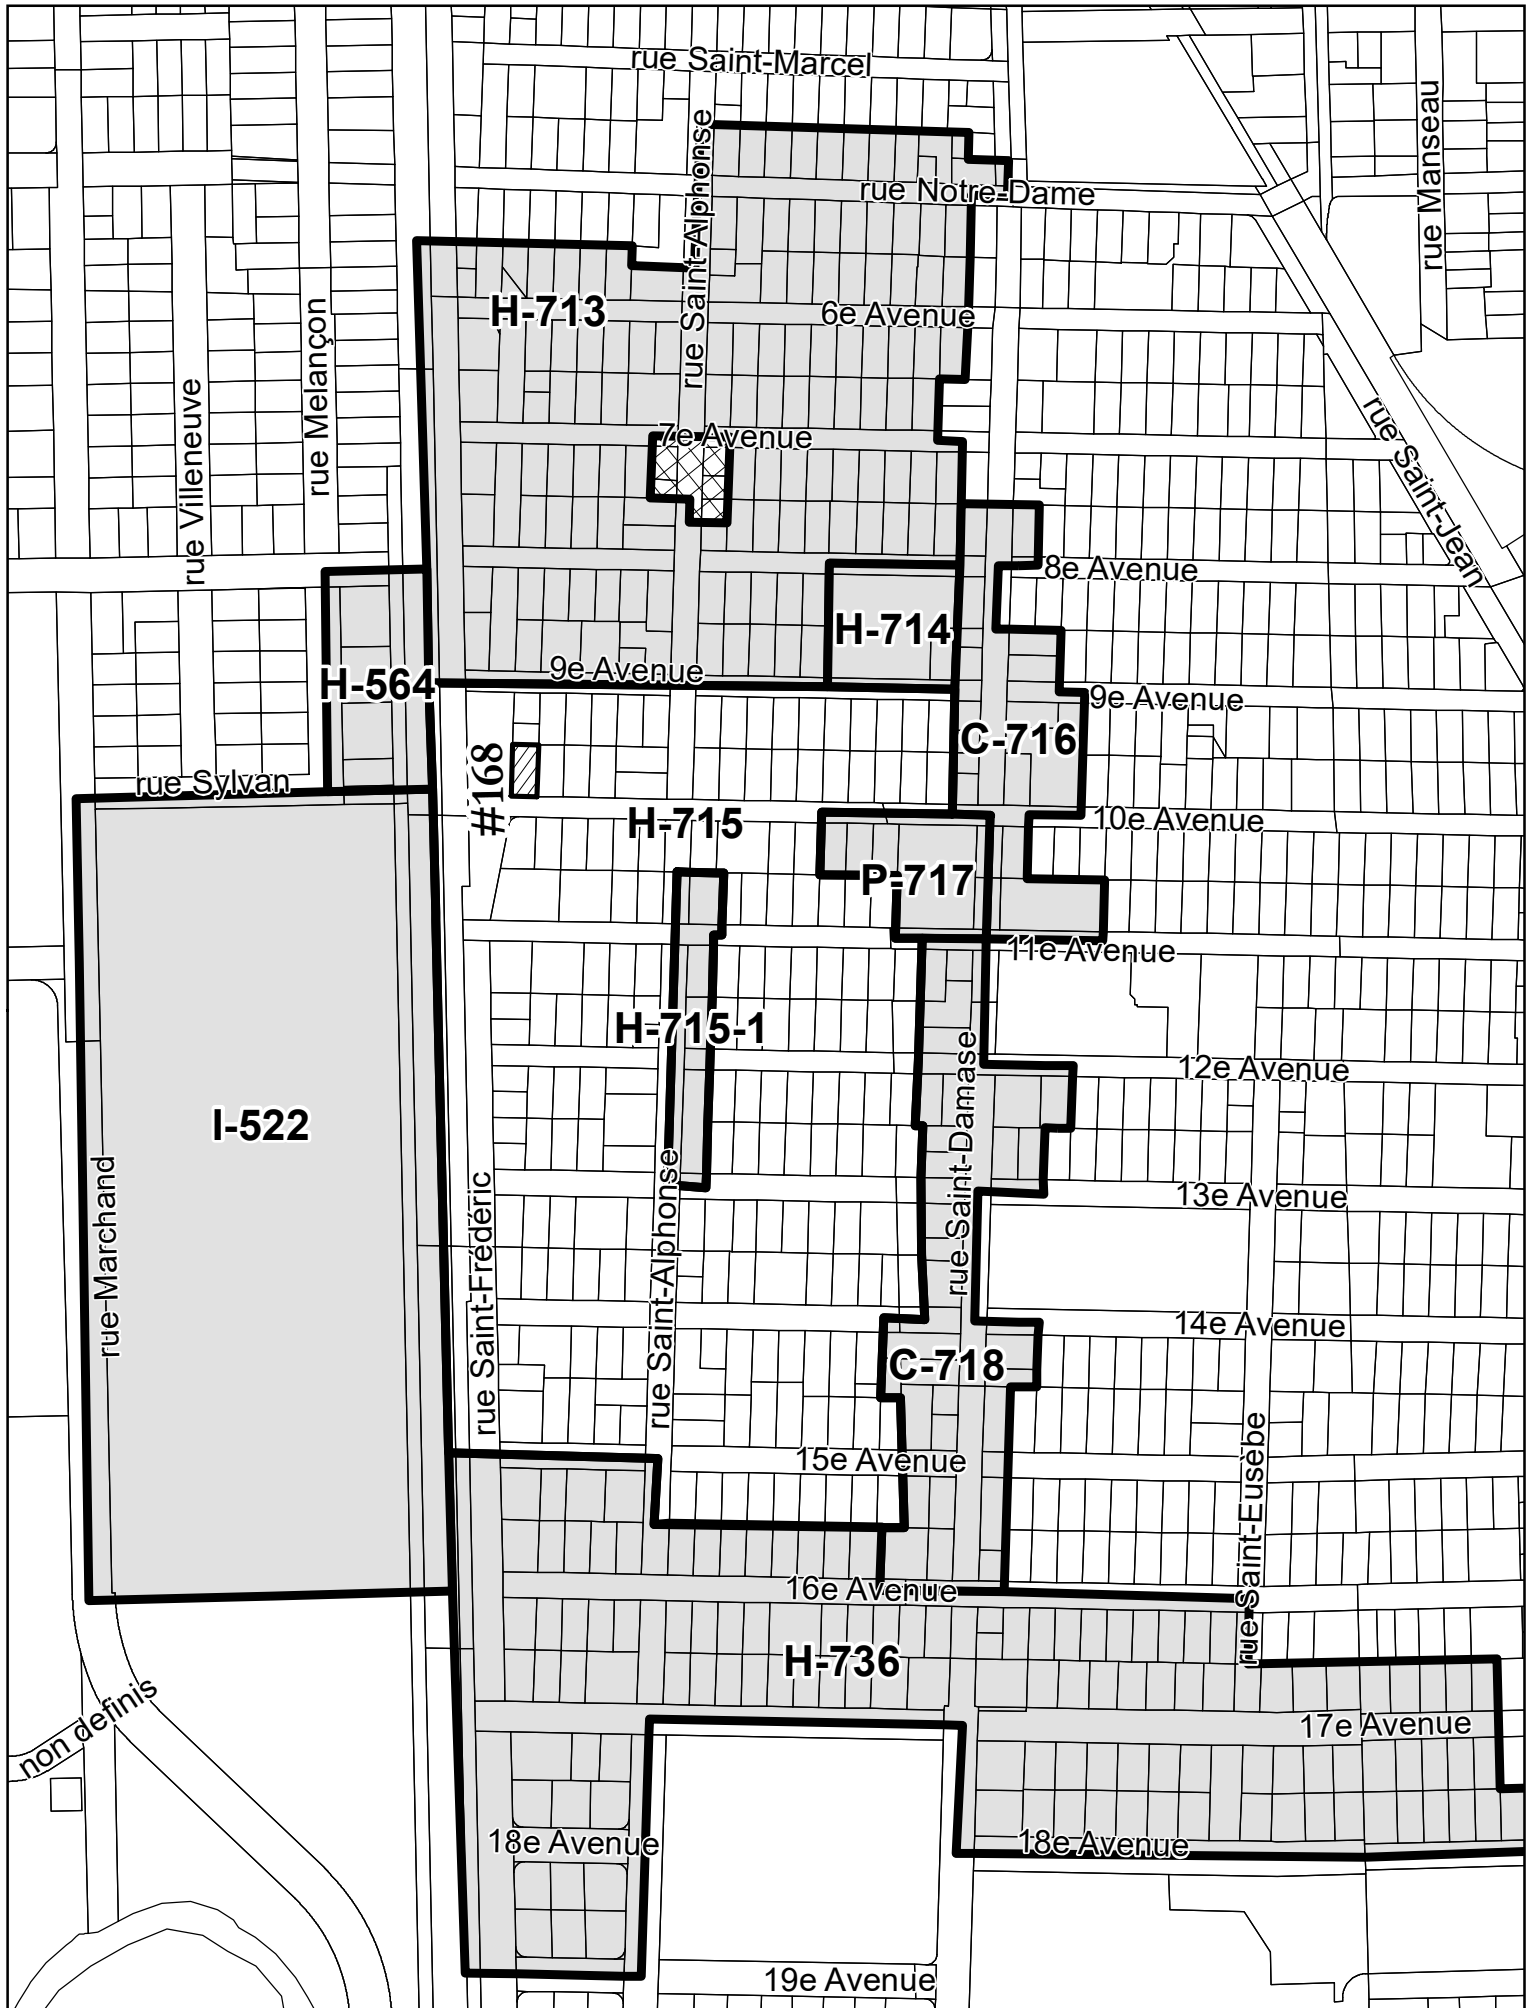 rue Saint-Marcel
rue Manseau
rue Saint-Alphonse
rue Notre-Dame
H-713
6e Avenue
rue Melançon
rue Villeneuve
7e Avenue
rue Saint-Jean
8e Avenue
H-714
9e Avenue
H-564
9e Avenue
C-716
#168
rue Sylvan
H-715
10e Avenue
P-717
11e Avenue
H-715-1
12e Avenue
I-522
rue Saint-Damase
rue Marchand
13e Avenue
rue Saint-Frédéric
rue Saint-Alphonse
14e Avenue
C-718
15e Avenue
rue Saint-Eusèbe
16e Avenue
H-736
non definis
17e Avenue
18e Avenue
18e Avenue
19e Avenue